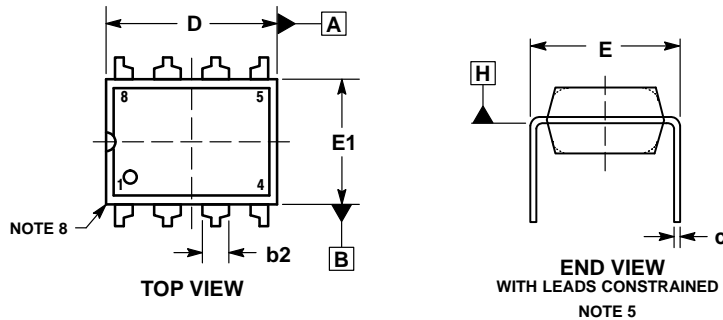 D
A
8
5
E1
1
4
NOTE 8
b2
B
TOP VIEW
E
H
c
END VIEW
WITH LEADS CONSTRAINED
NOTE 5